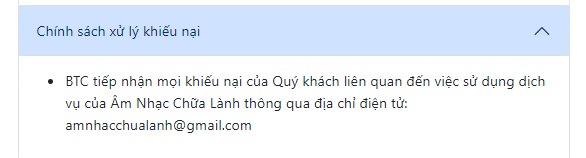 Chính sách xử lý khiếu nại
BTC tiếp nhận mọi khiếu nại của Quý khách liên quan đến việc sử dụng dịch
vụ của Âm Nhạc Chữa Lành thông qua địa chỉ điện tử:
amnhacchualanh@gmail.com